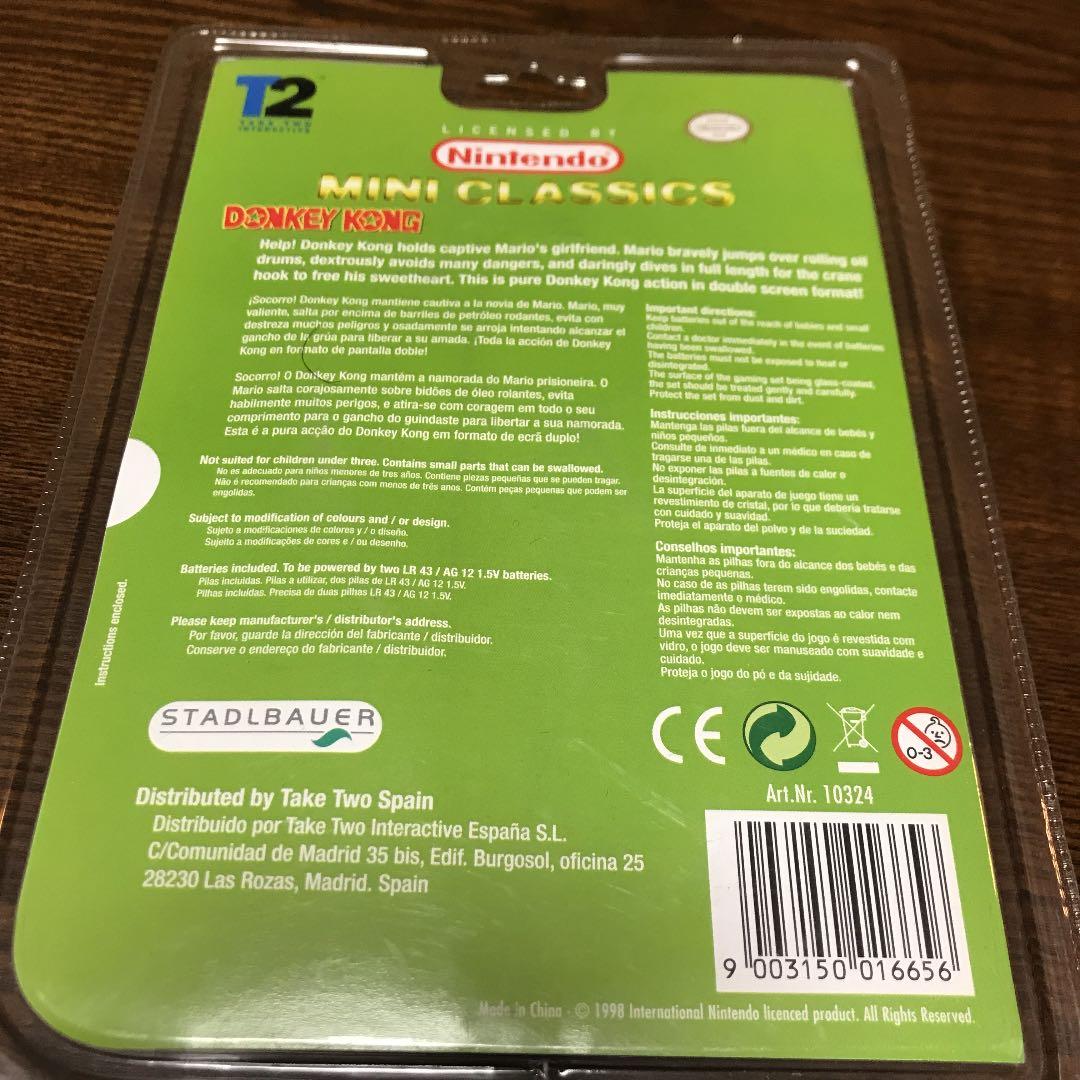 T2
TAKE TWO
INTERACTIVE
LICENSED BY
Nintendo
MINI CLASSICS
DONKEY KONG
Help! Donkey Kong holds captive Mario's girlfriend. Mario bravely jumps over rolling oil
drums, dextrously avoids many dangers, and daringly dives in full length for the crane
hook to free his sweetheart. This is pure Donkey Kong action in double screen format!
¡Socorro! Donkey Kong mantiene cautiva a la novia de Mario. Mario, muy
valiente, salta por encima de barriles de petróleo rodantes, evita con
destreza muchos peligros y osadamente se arroja intentando alcanzar el
gancho de la grúa para liberar a su amada. ¡Toda la acción de Donkey
Kong en formato de pantalla doble!
Socorro! O Donkey Kong mantém a namorada do Mario prisioneira. O
Mario salta corajosamente sobre bidões de óleo rolantes, evita
habilmente muitos perigos, e atira-se com coragem em todo o seu
comprimento para o gancho do guindaste para libertar a sua namorada.
Esta é a pura acção do Donkey Kong em formato de ecrã duplo!
Not suited for children under three. Contains small parts that can be swallowed.
No es adecuado para niños menores de tres años. Contiene piezas pequeñas que se pueden tragar.
Não é recomendado para crianças com menos de três anos. Contém peças pequenas que podem ser
engolidas.
Subject to modification of colours and / or design.
Sujeto a modificaciones de colores y / o diseño.
Sujeito a modificações de cores e / ou desenho.
Batteries included. To be powered by two LR 43 / AG 12 1.5V batteries.
Pilas incluidas. Pilas a utilizar, dos pilas de LR 43 / AG 12 1.5V.
Pilhas incluídas. Precisa de duas pilhas LR 43 / AG 12 1.5V.
Please keep manufacturer's / distributor's address.
Por favor, guarde la dirección del fabricante / distribuidor.
Conserve o endereço do fabricante / distribuidor.
Instructions enclosed.
Important directions:
Keep batteries out of the reach of babies and small
children.
Contact a doctor immediately in the event of batteries
having been swallowed.
The batteries must not be exposed to heat or
disintegrated.
The surface of the gaming set being glass-coated,
the set should be treated gently and carefully.
Protect the set from dust and dirt.
Instrucciones importantes:
Mantenga las pilas fuera del alcance de bebés y
niños pequeños.
Consulte de inmediato a un médico en caso de
tragarse una de las pilas.
No exponer las pilas a fuentes de calor o
desintegración.
La superficie del aparato de juego tiene un
revestimiento de cristal, por lo que debería tratarse
con cuidado y suavidad.
Proteja el aparato del polvo y de la suciedad.
Conselhos importantes:
Mantenha as pilhas fora do alcance dos bebés e das
crianças pequenas.
No caso de as pilhas terem sido engolidas, contacte
imediatamente o médico.
As pilhas não devem ser expostas ao calor nem
desintegradas.
Uma vez que a superficie do jogo é revestida com
vidro, o jogo deve ser manuseado com suavidade e
cuidado.
Proteja o jogo do pó e da sujidade.
STADLBAUER
CE
0-3
Art.Nr. 10324
Distributed by Take Two Spain
Distribuido por Take Two Interactive España S.L.
C/Comunidad de Madrid 35 bis, Edif. Burgosol, oficina 25
28230 Las Rozas, Madrid. Spain
9 003150 016656
Made in China - © 1998 International Nintendo licenced product. All Rights Reserved.